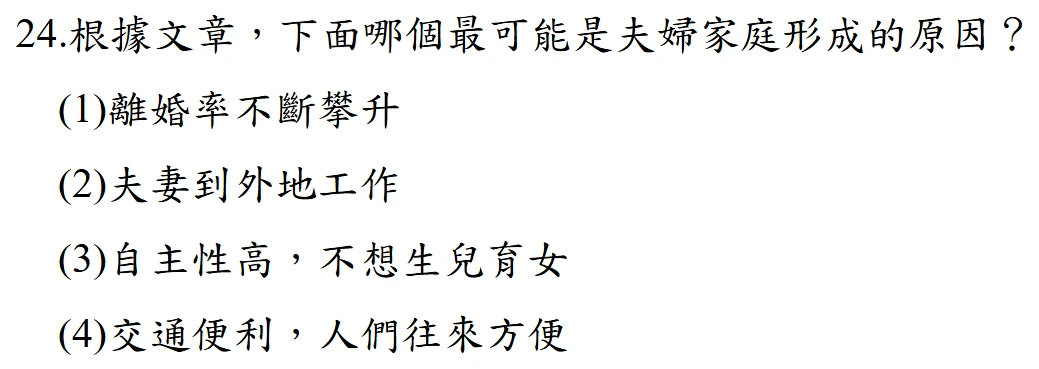 24.根據文章，下面哪個最可能是夫婦家庭形成的原因？
(1)離婚率不斷攀升
(2)夫妻到外地工作
(3)自主性高，不想生兒育女
(4)交通便利，人們往來方便